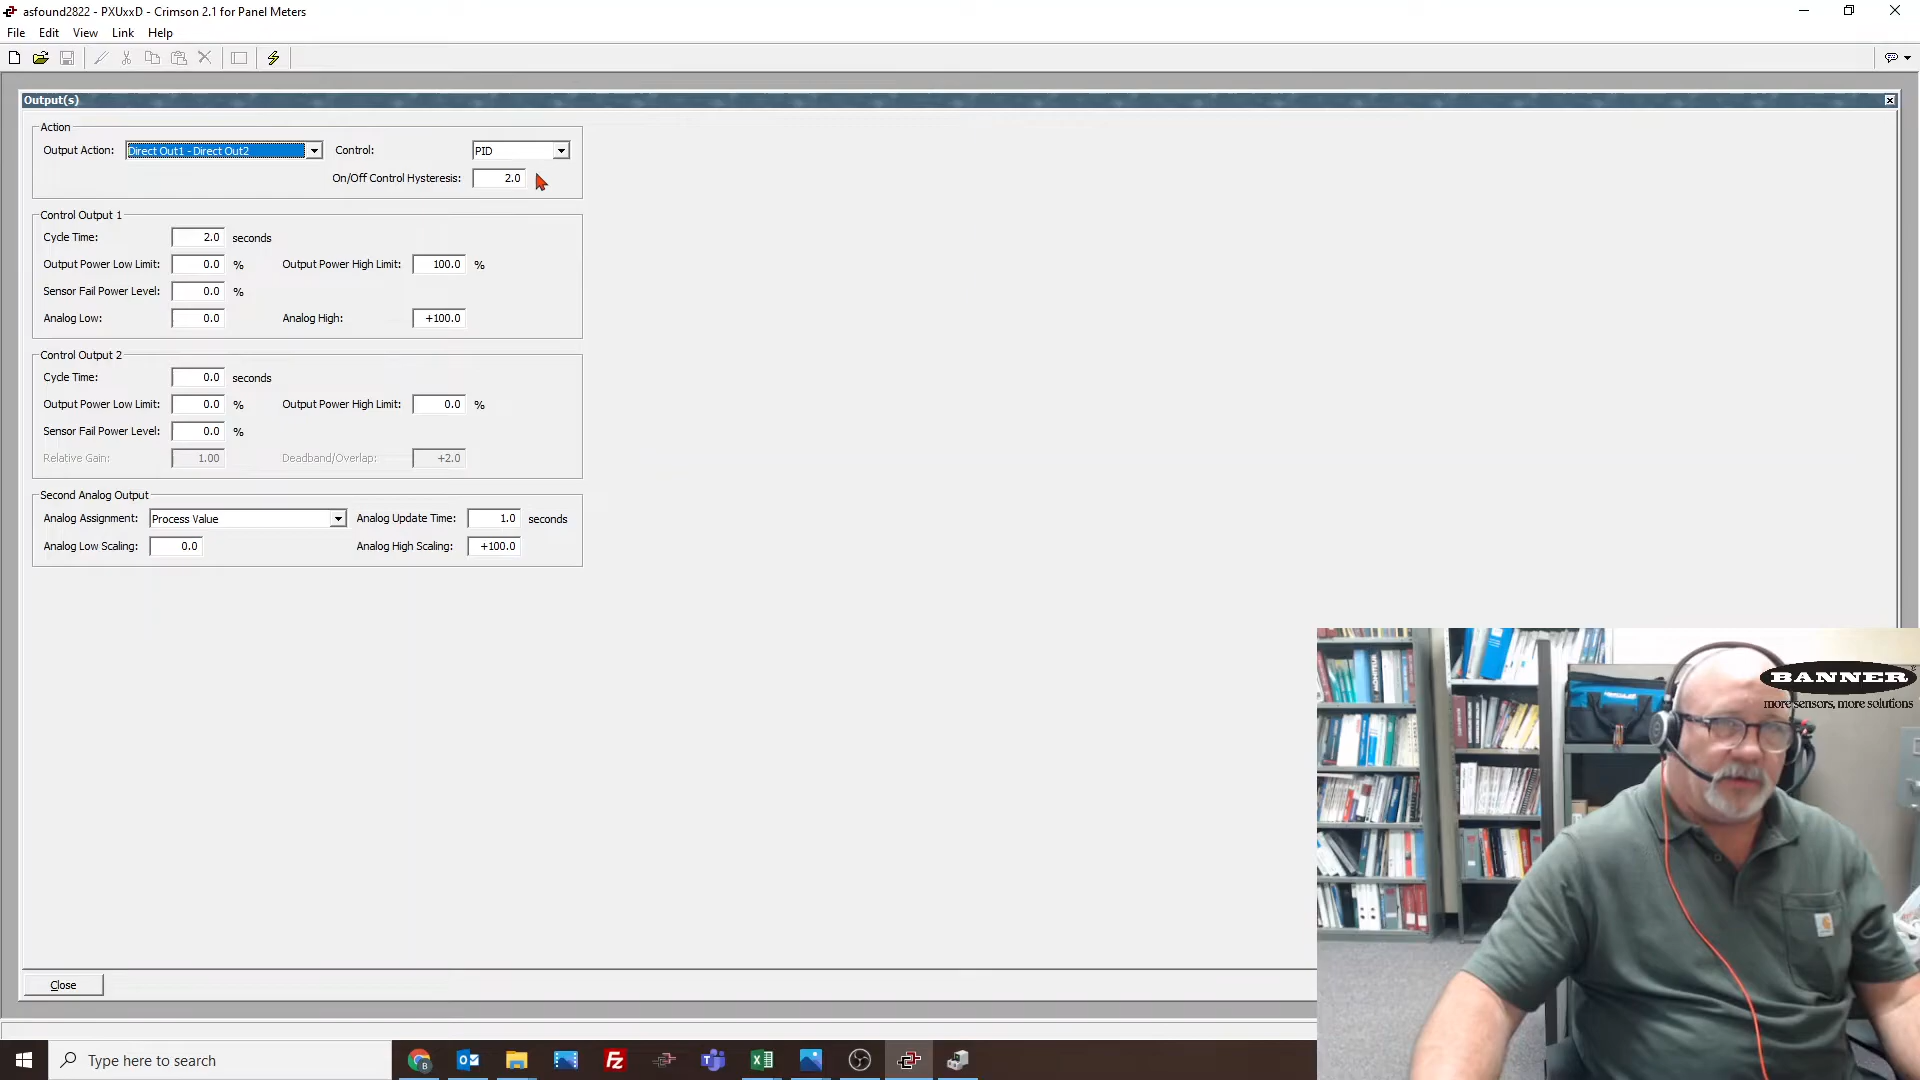 asfound2822 - PXUxxD - Crimson 2.1 for Panel Meters
File Edit View Link Help
Output(s)
Action
Output Action: Direct Out1 - Direct Out2 Control: PID
On/Off Control Hysteresis: 2.0
Control Output 1
Cycle Time: 2.0 seconds
Output Power Low Limit: 0.0 % Output Power High Limit: 100.0 %
Sensor Fail Power Level: 0.0 %
Analog Low: 0.0 Analog High: +100.0
Control Output 2
Cycle Time: 0.0 seconds
Output Power Low Limit: 0.0 % Output Power High Limit: 0.0 %
Sensor Fail Power Level: 0.0 %
Relative Gain: 1.00 Deadband/Overlap: +2.0
Second Analog Output
Analog Assignment: Process Value Analog Update Time: 1.0 seconds
Analog Low Scaling: 0.0 Analog High Scaling: +100.0
BANNER
more sensors, more solutions
Close
Type here to search